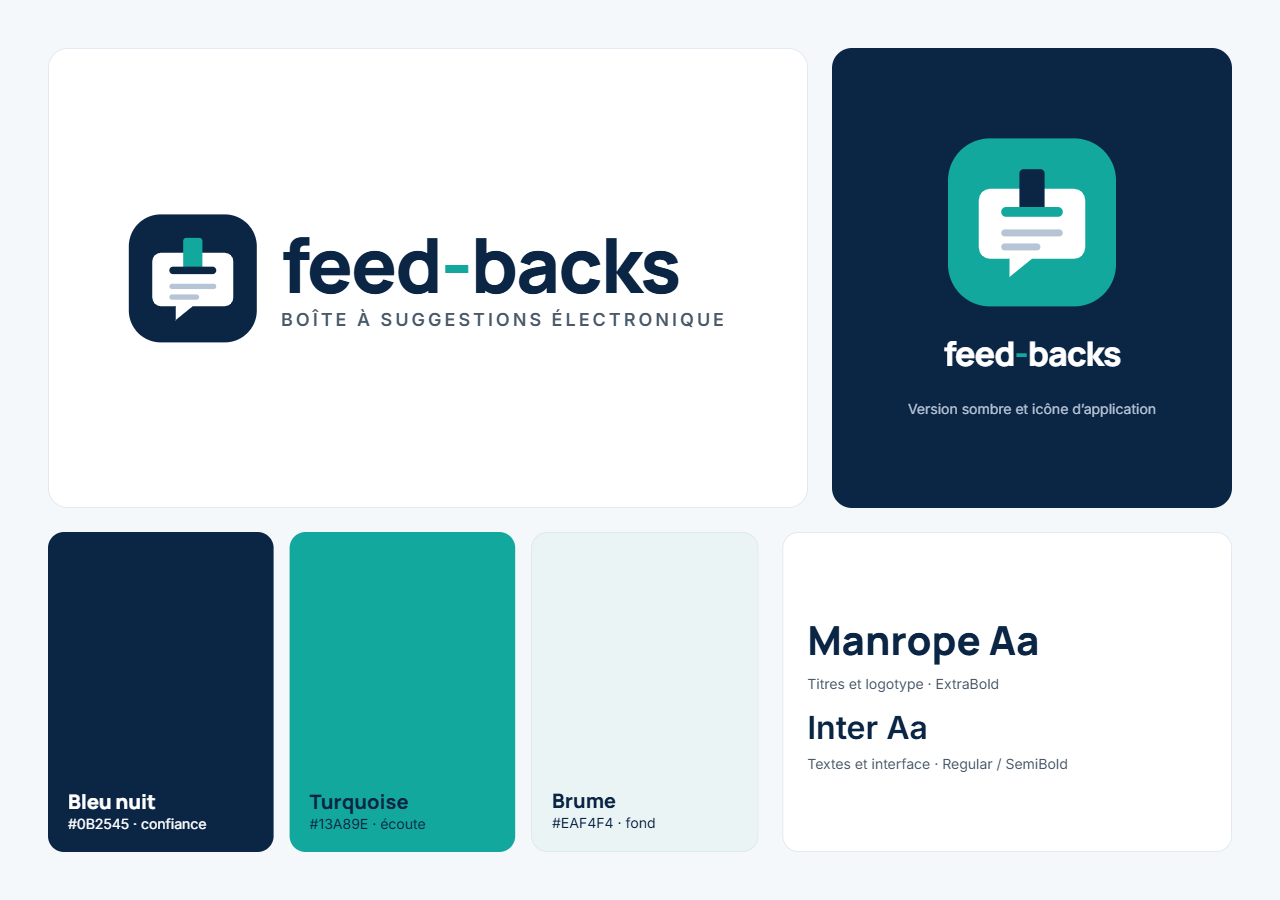 feed-backs
BOÎTE À SUGGESTIONS ÉLECTRONIQUE
feed-backs
Version sombre et icône d’application
Bleu nuit
#0B2545 · confiance
Turquoise
#13A89E · écoute
Brume
#EAF4F4 · fond
Manrope Aa
Titres et logotype · ExtraBold
Inter Aa
Textes et interface · Regular / SemiBold